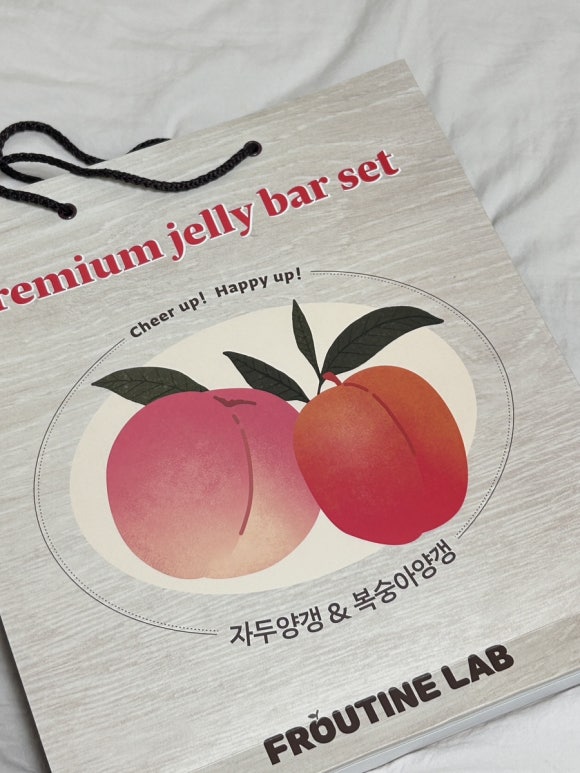 remium jelly bar set
Cheer up! Happy up!
자두양갱 & 복숭아양갱
FROUTINE LAB